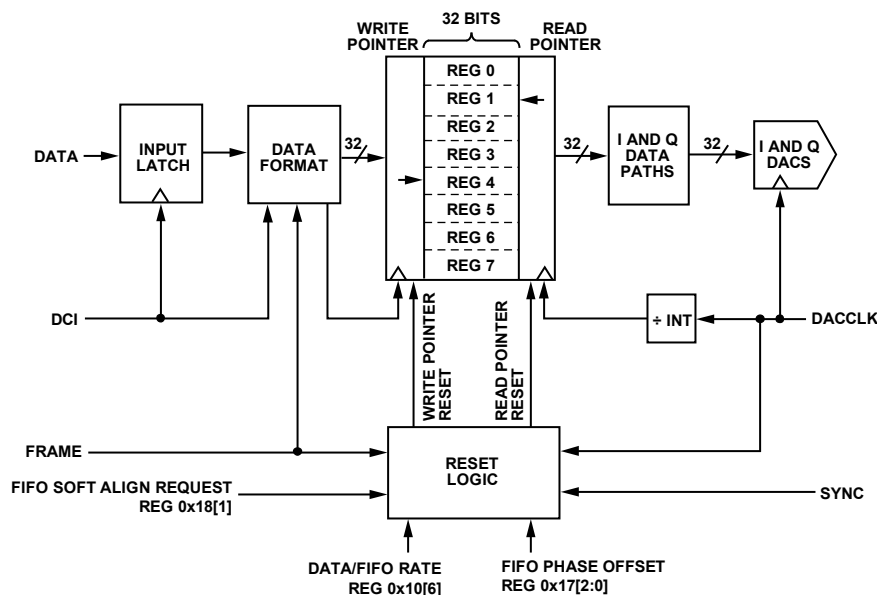 WRITE
POINTER
32 BITS
READ
POINTER
REG 0
REG 1
REG 2
REG 3
REG 4
REG 5
REG 6
REG 7
DATA
INPUT
LATCH
DATA
FORMAT
32
32
I AND Q
DATA
PATHS
32
I AND Q
DACS
DCI
÷ INT
DACCLK
WRITE POINTER
RESET
READ POINTER
RESET
FRAME
RESET
LOGIC
FIFO SOFT ALIGN REQUEST
REG 0x18[1]
SYNC
DATA/FIFO RATE
REG 0x10[6]
FIFO PHASE OFFSET
REG 0x17[2:0]